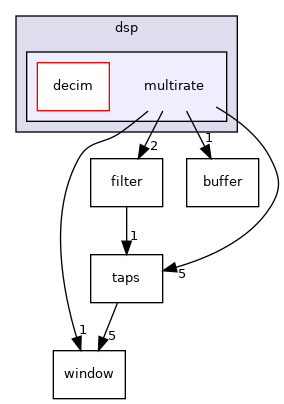 dsp
decim
multirate
2
1
filter
buffer
1
taps
5
1
5
window